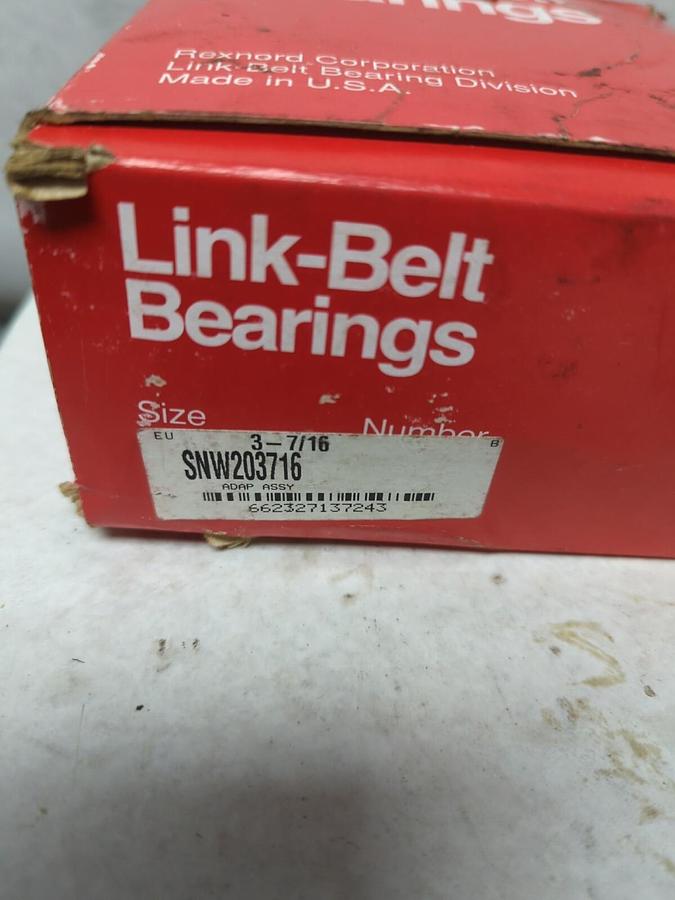 Rexnord Corporation
Link-Belt Bearing Division
Made in U.S.A.
Link-Belt
Bearings
Size Number
EU 3-7/16 B
SNW203716
ADAP ASSY
662327137243